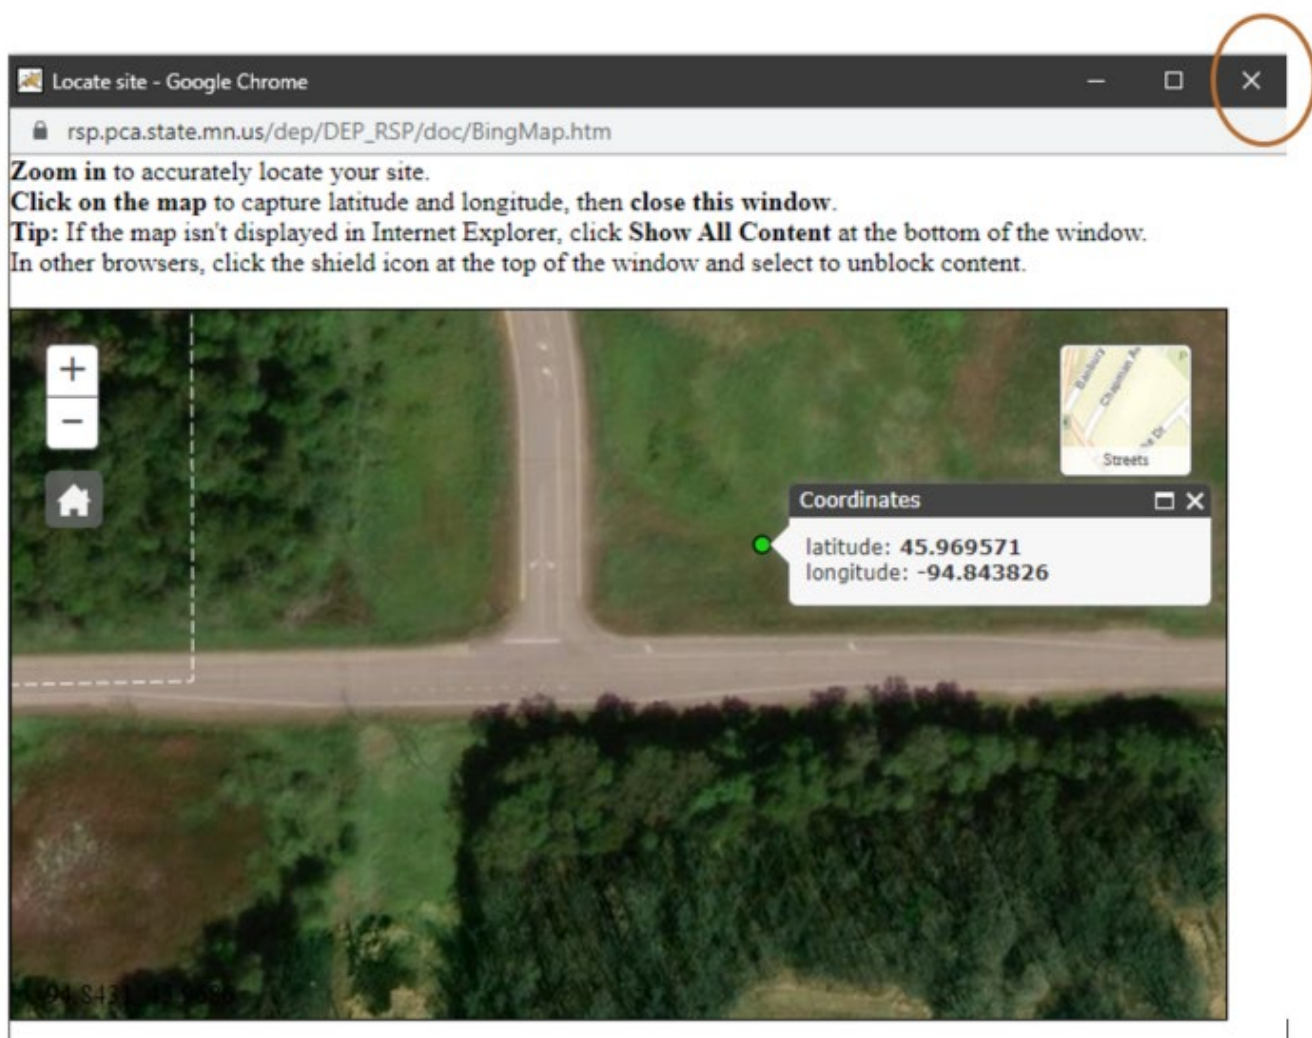 Locate site - Google Chrome
rsp.pca.state.mn.us/dep/DEP_RSP/doc/BingMap.htm
Zoom in to accurately locate your site.
Click on the map to capture latitude and longitude, then close this window.
Tip: If the map isn't displayed in Internet Explorer, click Show All Content at the bottom of the window.
In other browsers, click the shield icon at the top of the window and select to unblock content.
Banbury
Chapman Av
P
Dr
Streets
Coordinates
latitude: 45.969571
longitude: -94.843826